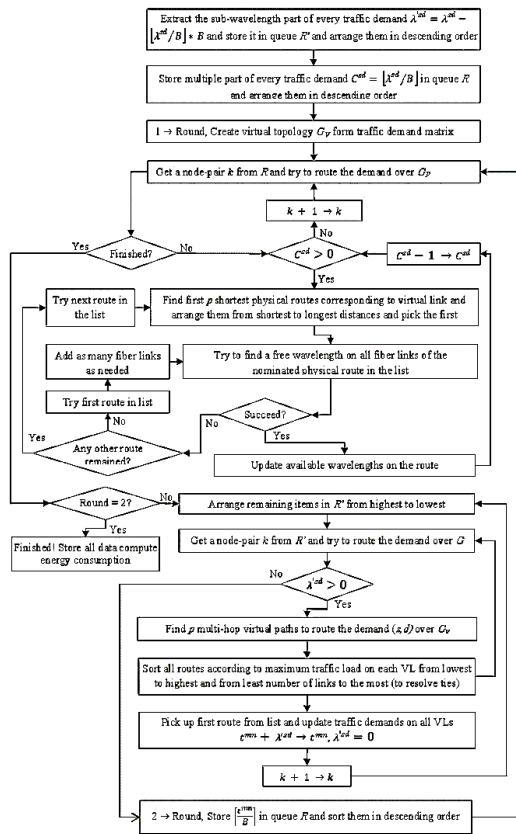 Extract the sub-wavelength part of every traffic demand λ'ˢᵈ = λˢᵈ −
⌊λˢᵈ/B⌋ * B and store it in queue R' and arrange them in descending order
Store multiple part of every traffic demand Cˢᵈ = ⌊λˢᵈ/B⌋ in queue R
and arrange them in descending order
1 → Round, Create virtual topology Gᵥ form traffic demand matrix
Get a node-pair k from R and try to route the demand over Gₚ
k + 1 → k
No
Yes
Finished?
No
Cˢᵈ > 0
Cˢᵈ − 1 → Cˢᵈ
Yes
Try next route in
the list
Find first p shortest physical routes corresponding to virtual link and
arrange them from shortest to longest distances and pick the first
Add as many fiber links
as needed
Try to find a free wavelength on all fiber links of the
nominated physical route in the list
Try first route in list
Succeed?
No
No
Yes
Yes
Any other route
remained?
Update available wavelengths on the route
Round = 2?
No
Arrange remaining items in R' from highest to lowest
Yes
Finished! Store all data compute
energy consumption
Get a node-pair k from R' and try to route the demand over G
No
λ'ˢᵈ > 0
Yes
Find p multi-hop virtual paths to route the demand (s,d) over Gᵥ
Sort all routes according to maximum traffic load on each VL from lowest
to highest and from least number of links to the most (to resolve ties)
Pick up first route from list and update traffic demands on all VLs
tᵐⁿ + λ'ˢᵈ → tᵐⁿ, λ'ˢᵈ = 0
k + 1 → k
2 → Round, Store ⌈tᵐⁿ/B⌉ in queue R and sort them in descending order